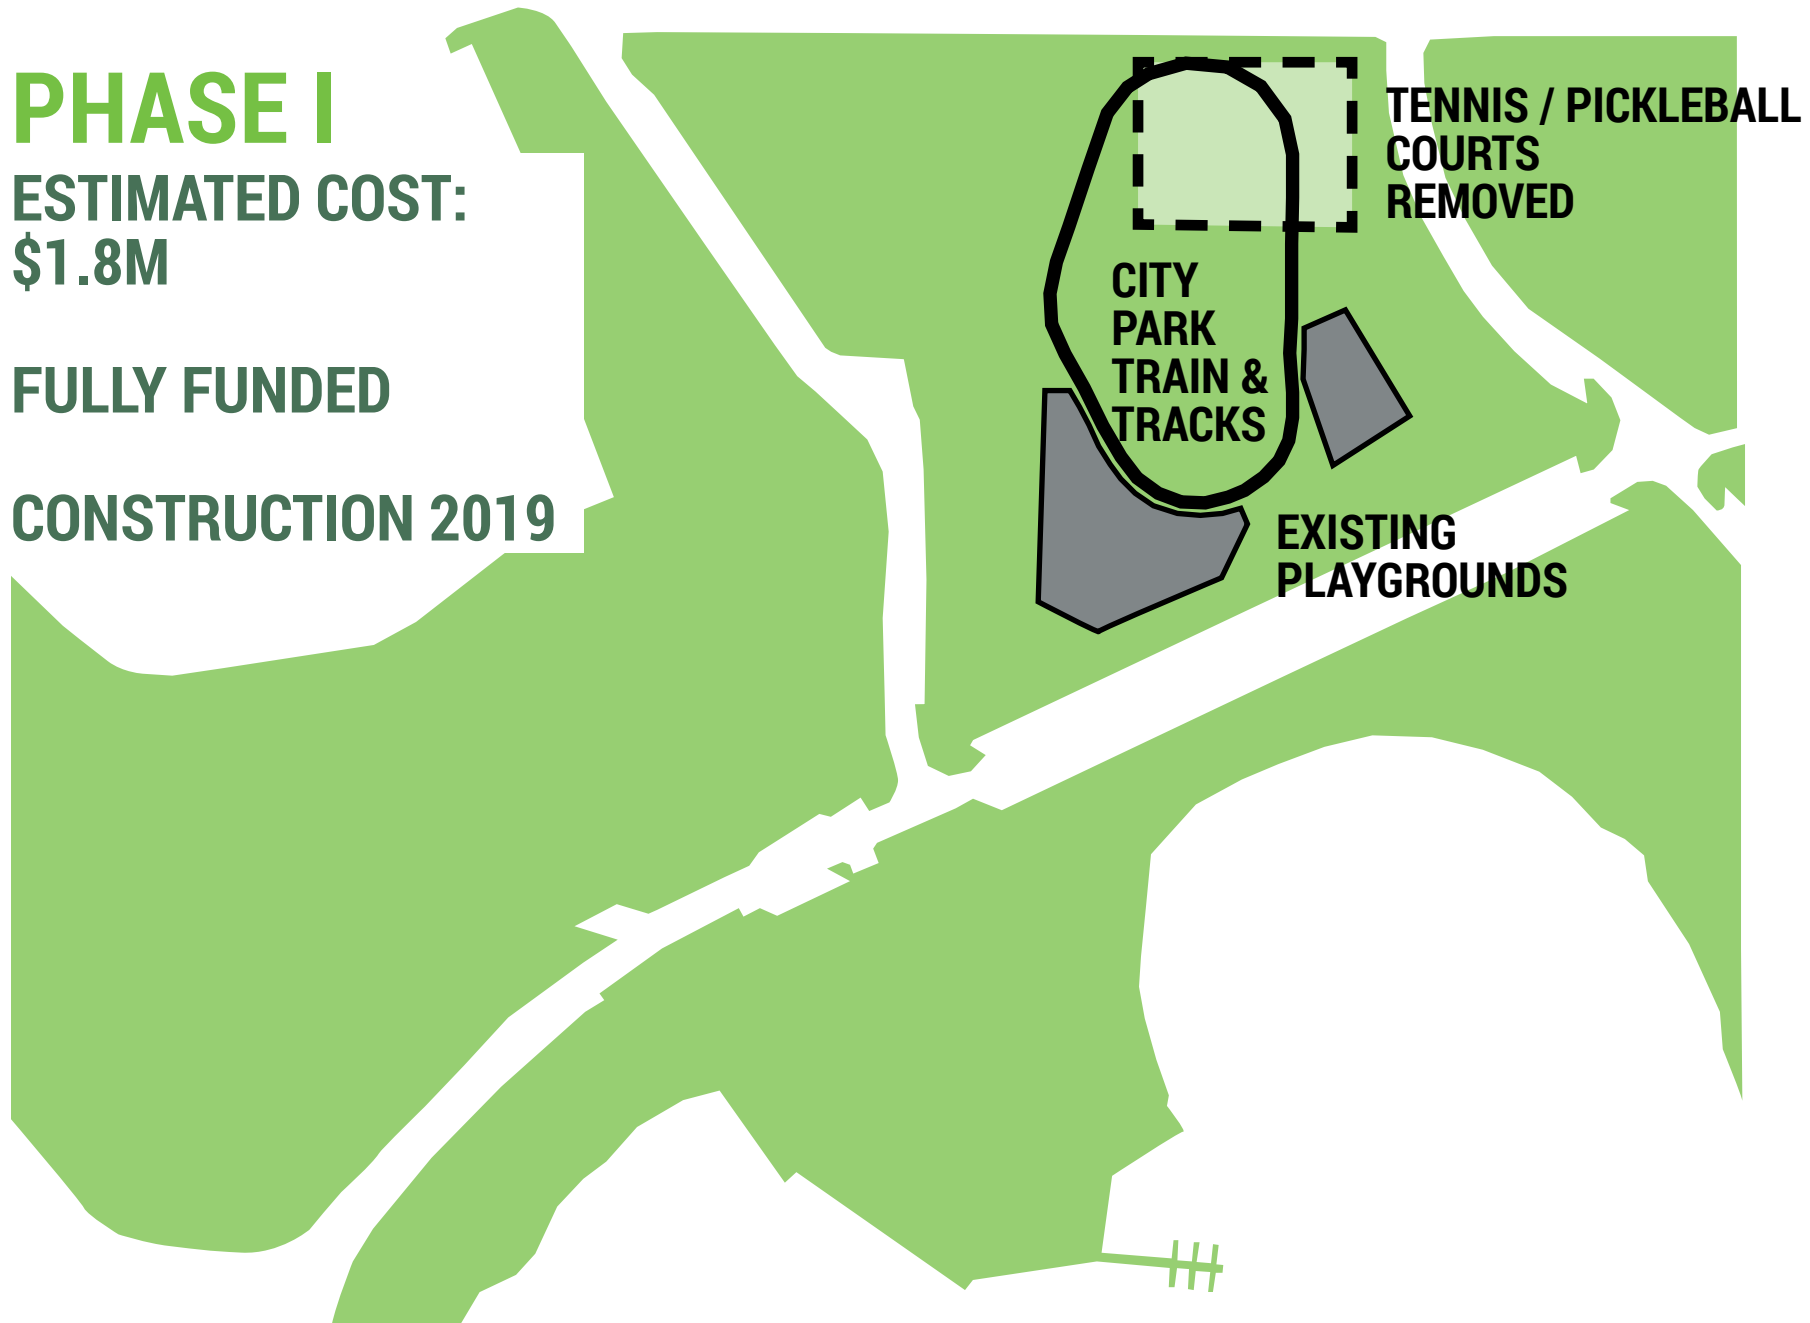 PHASE I
ESTIMATED COST:
$1.8M
FULLY FUNDED
CONSTRUCTION 2019
TENNIS / PICKLEBALL
COURTS
REMOVED
CITY
PARK
TRAIN &
TRACKS
EXISTING
PLAYGROUNDS